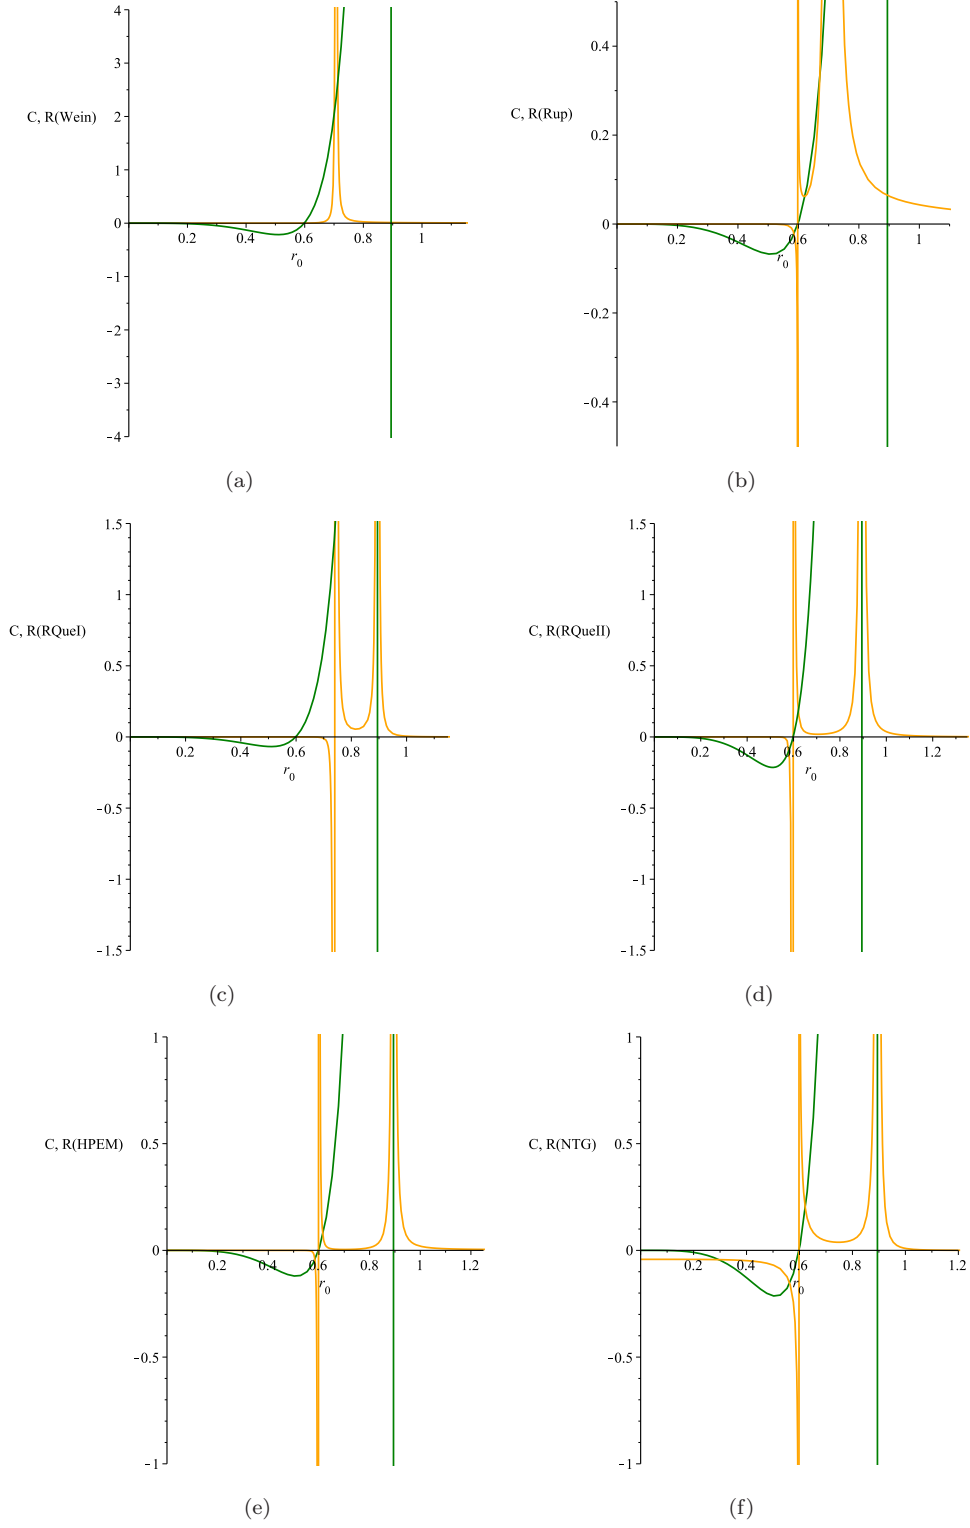 4
3
2
1
0
−1
−2
−3
−4
C, R(Wein)
0.2 0.4 0.6 0.8 1
r0
(a)
0.4
0.2
0
−0.2
−0.4
C, R(Rup)
0.2 0.4 0.6 0.8 1
r0
(b)
1.5
1
0.5
0
−0.5
−1
−1.5
C, R(RQueI)
0.2 0.4 0.6 0.8 1
r0
(c)
1.5
1
0.5
0
−0.5
−1
−1.5
C, R(RQueII)
0.2 0.4 0.6 0.8 1 1.2
r0
(d)
1
0.5
0
−0.5
−1
C, R(HPEM)
0.2 0.4 0.6 0.8 1 1.2
r0
(e)
1
0.5
0
−0.5
−1
C, R(NTG)
0.2 0.4 0.6 0.8 1 1.2
r0
(f)